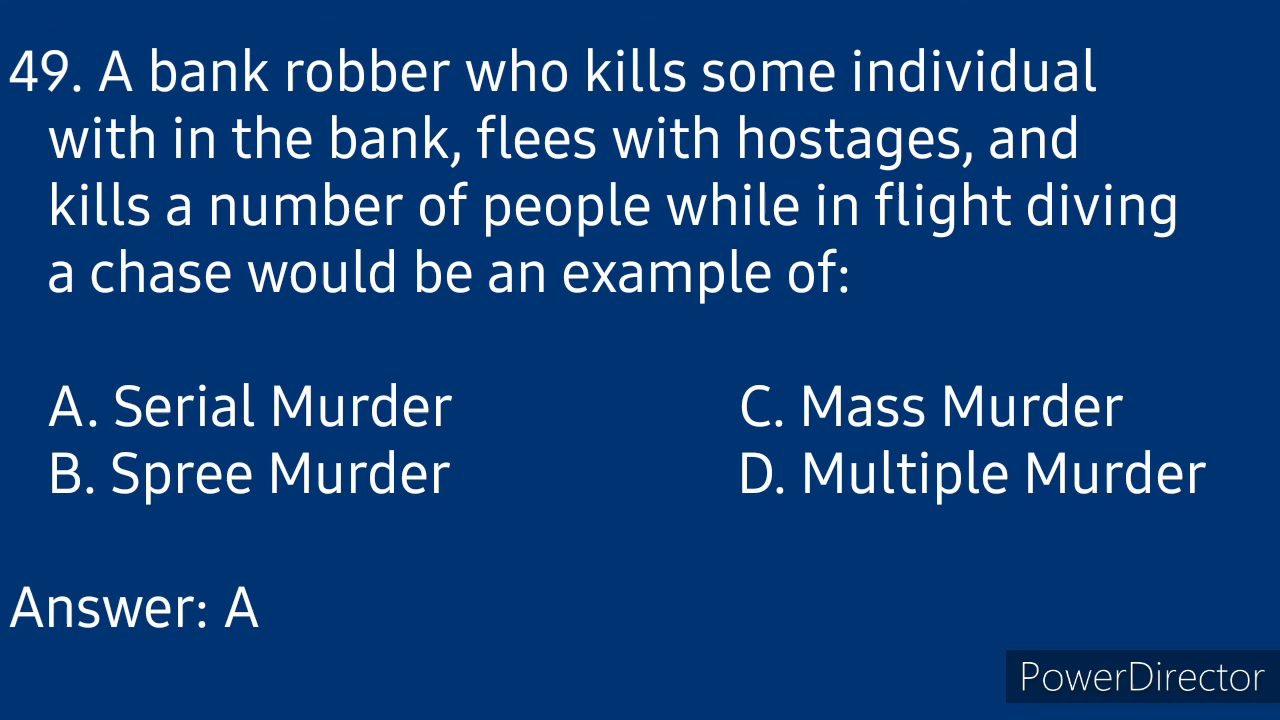 49. A bank robber who kills some individual
with in the bank, flees with hostages, and
kills a number of people while in flight diving
a chase would be an example of:
A. Serial Murder
B. Spree Murder
C. Mass Murder
D. Multiple Murder
Answer: A
PowerDirector